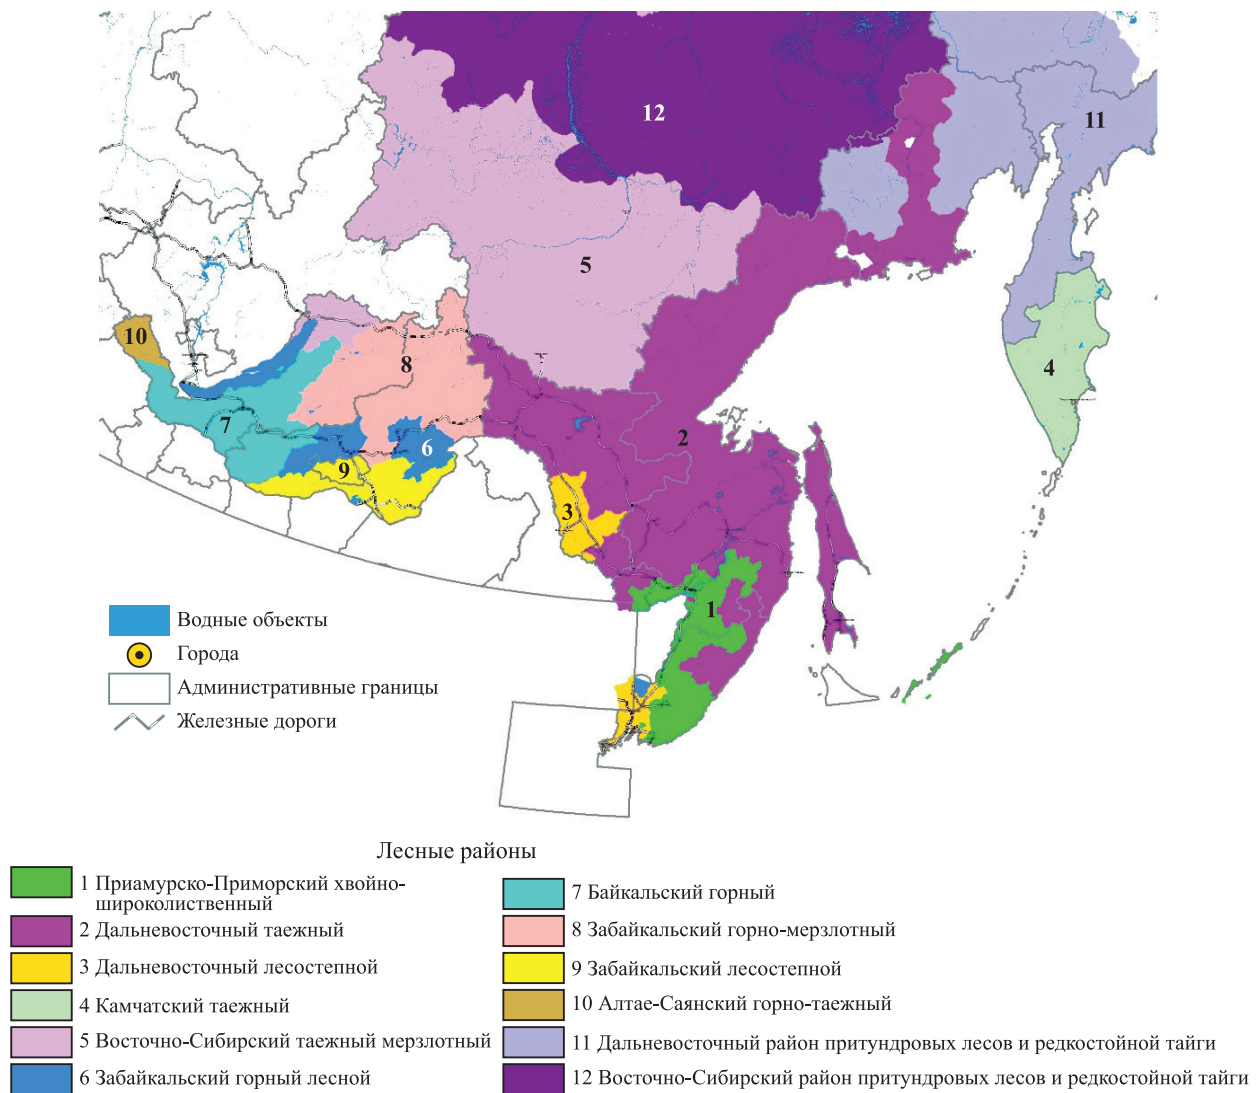 12
11
5
10
8
4
7
6
2
9
3
1
Водные объекты
Города
Административные границы
Железные дороги
Лесные районы
1 Приамурско-Приморский хвойно-
широколиственный
2 Дальневосточный таежный
3 Дальневосточный лесостепной
4 Камчатский таежный
5 Восточно-Сибирский таежный мерзлотный
6 Забайкальский горный лесной
7 Байкальский горный
8 Забайкальский горно-мерзлотный
9 Забайкальский лесостепной
10 Алтае-Саянский горно-таежный
11 Дальневосточный район притундровых лесов и редкостойной тайги
12 Восточно-Сибирский район притундровых лесов и редкостойной тайги